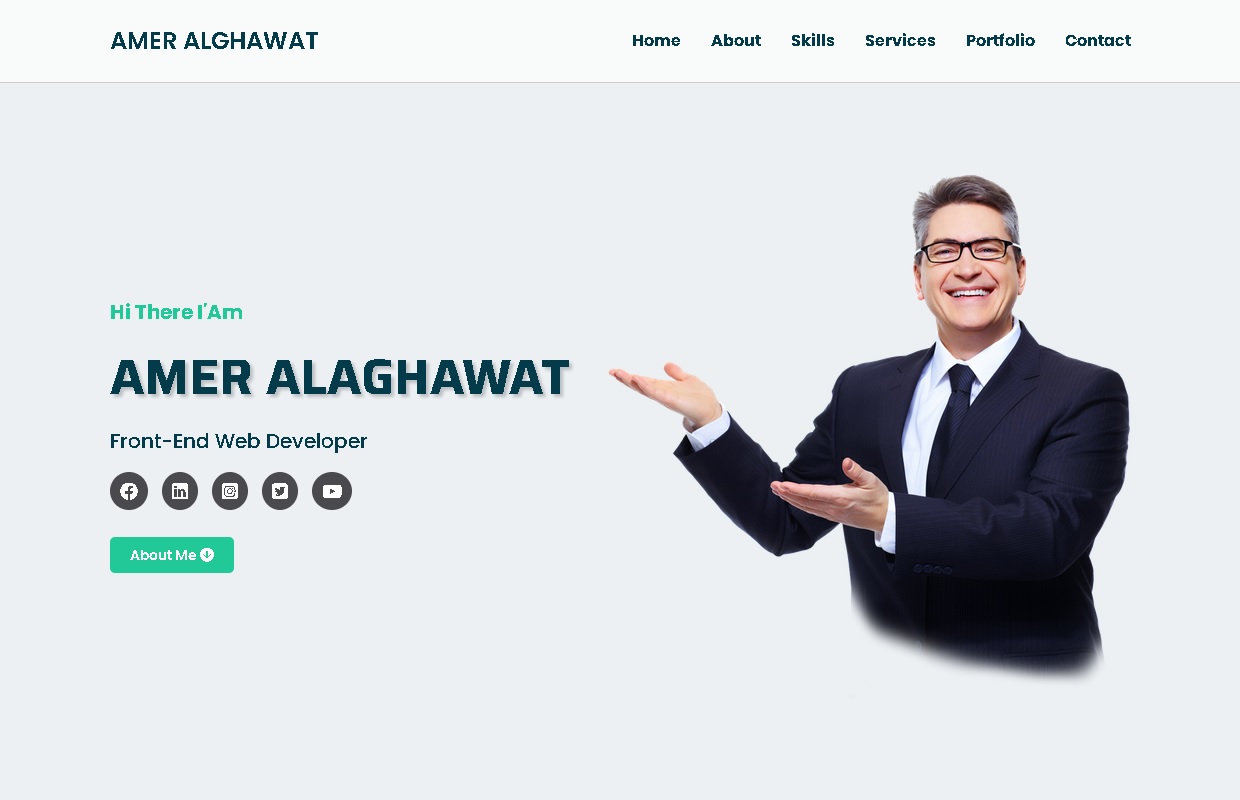 AMER ALGHAWAT
Home About Skills Services Portfolio Contact
Hi There I'Am
AMER ALAGHAWAT
Front-End Web Developer
About Me